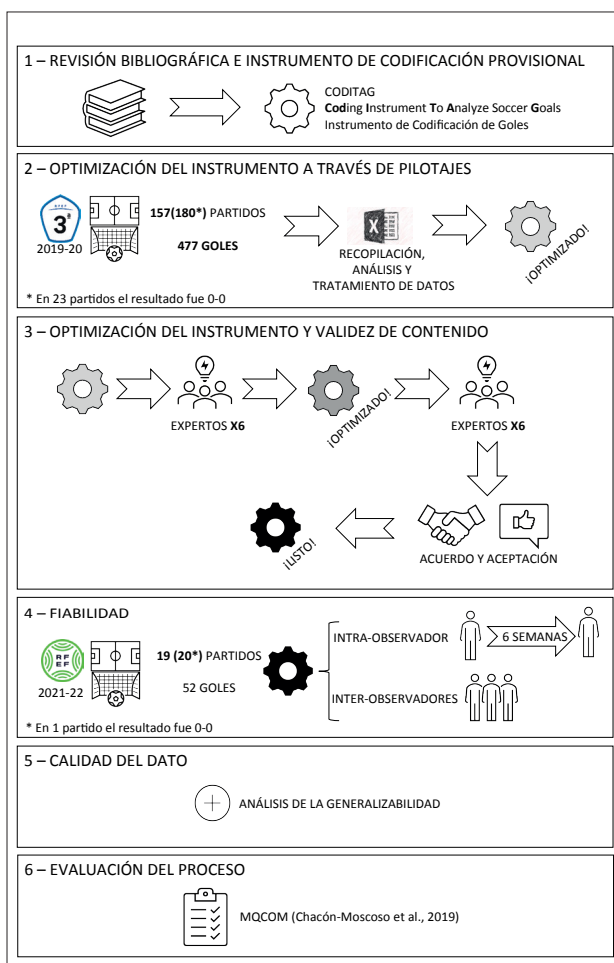 1 – REVISIÓN BIBLIOGRÁFICA E INSTRUMENTO DE CODIFICACIÓN PROVISIONAL
CODITAG
Coding Instrument To Analyze Soccer Goals
Instrumento de Codificación de Goles
2 – OPTIMIZACIÓN DEL INSTRUMENTO A TRAVÉS DE PILOTAJES
3ª
2019-20
157(180*) PARTIDOS
477 GOLES
X
RECOPILACIÓN,
ANÁLISIS Y
TRATAMIENTO DE DATOS
¡OPTIMIZADO!
* En 23 partidos el resultado fue 0-0
3 – OPTIMIZACIÓN DEL INSTRUMENTO Y VALIDEZ DE CONTENIDO
EXPERTOS X6
¡OPTIMIZADO!
EXPERTOS X6
¡LISTO!
ACUERDO Y ACEPTACIÓN
4 – FIABILIDAD
RF
EF
2021-22
19 (20*) PARTIDOS
52 GOLES
INTRA-OBSERVADOR
6 SEMANAS
INTER-OBSERVADORES
* En 1 partido el resultado fue 0-0
5 – CALIDAD DEL DATO
ANÁLISIS DE LA GENERALIZABILIDAD
6 – EVALUACIÓN DEL PROCESO
MQCOM (Chacón-Moscoso et al., 2019)